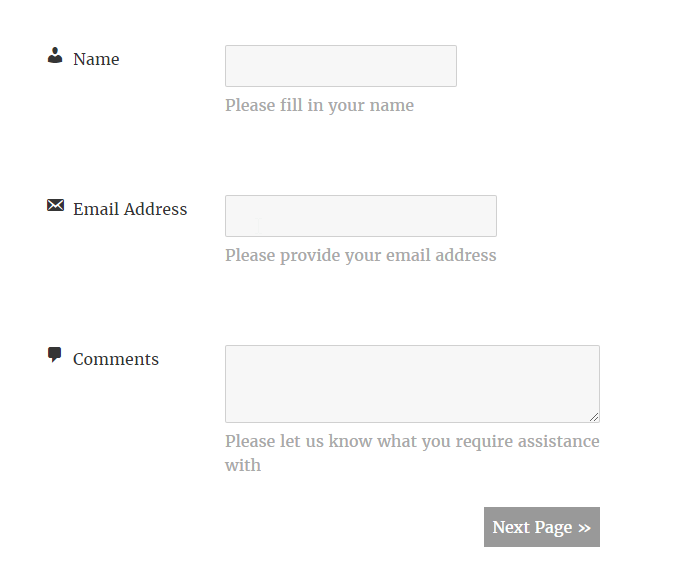 Name
Please fill in your name
Email Address
Please provide your email address
Comments
Please let us know what you require assistance
with
Next Page »